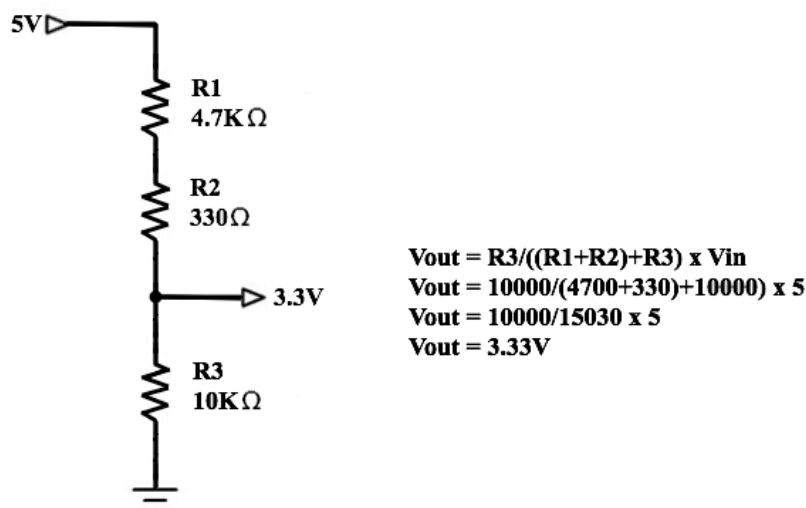 5V
R1
4.7KΩ
R2
330Ω
3.3V
R3
10KΩ
Vout = R3/((R1+R2)+R3) x Vin
Vout = 10000/(4700+330)+10000) x 5
Vout = 10000/15030 x 5
Vout = 3.33V